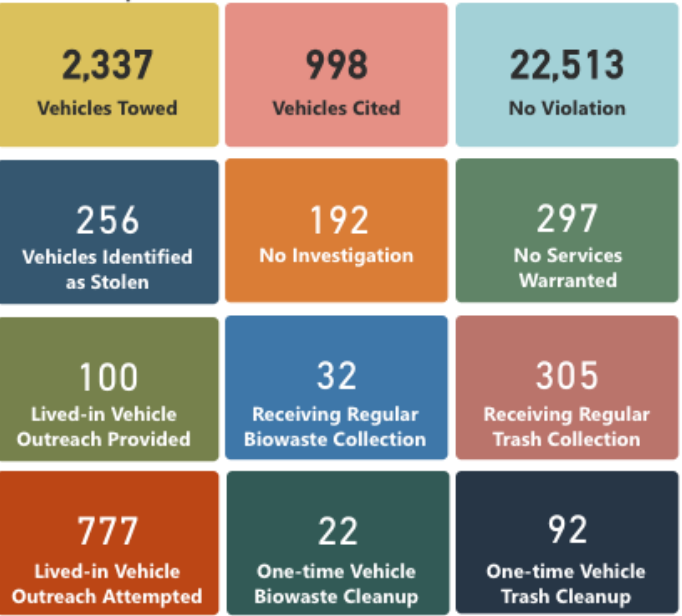 2,337
Vehicles Towed
998
Vehicles Cited
22,513
No Violation
256
Vehicles Identified
as Stolen
192
No Investigation
297
No Services
Warranted
100
Lived-in Vehicle
Outreach Provided
32
Receiving Regular
Biowaste Collection
305
Receiving Regular
Trash Collection
777
Lived-in Vehicle
Outreach Attempted
22
One-time Vehicle
Biowaste Cleanup
92
One-time Vehicle
Trash Cleanup